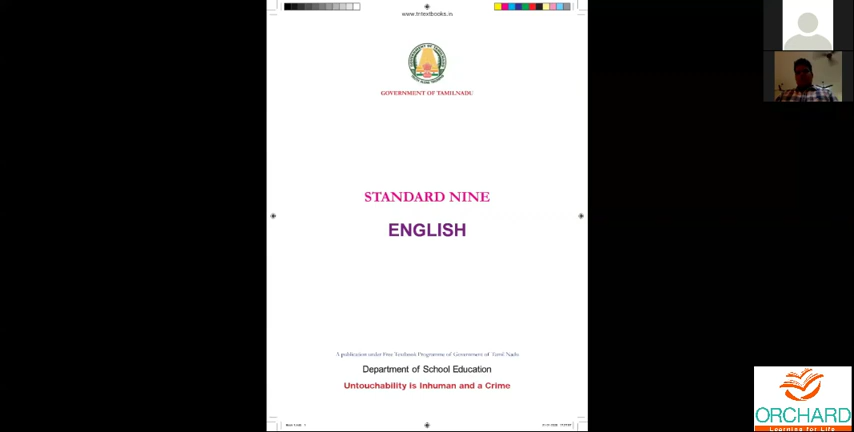 www.tntextbooks.in
GOVERNMENT OF TAMILNADU
STANDARD NINE
ENGLISH
A publication under Free Textbook Programme of Government of Tamil Nadu
Department of School Education
Untouchability is Inhuman and a Crime
ORCHARD
Learning for Life